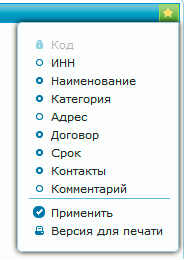 Код
ИНН
Наименование
Категория
Адрес
Договор
Срок
Контакты
Комментарий
Применить
Версия для печати